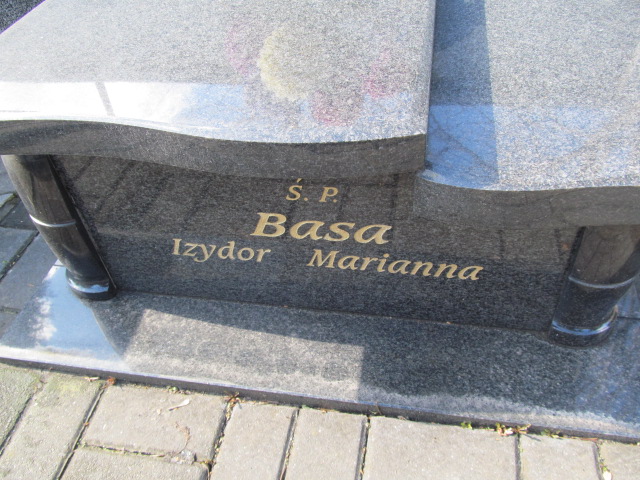 Ś. P.
Basa
Izydor Marianna